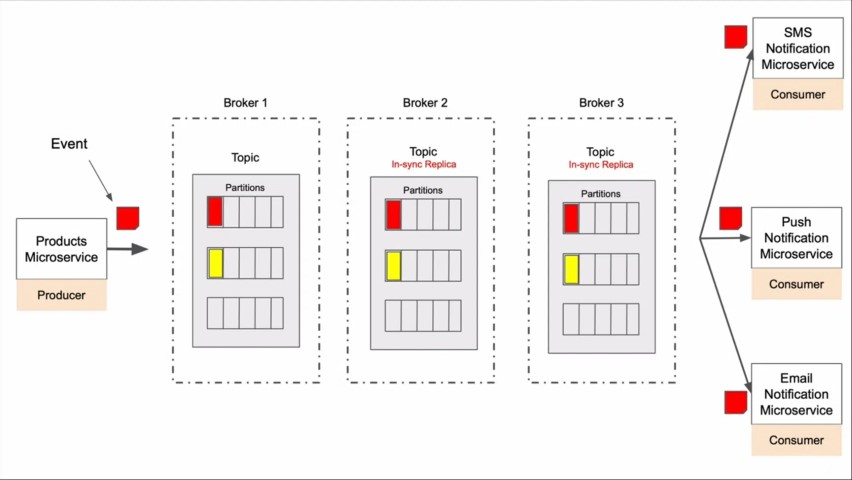 Event
Products
Microservice
Producer
Broker 1
Topic
Partitions
Broker 2
Topic
In-sync Replica
Partitions
Broker 3
Topic
In-sync Replica
Partitions
SMS
Notification
Microservice
Consumer
Push
Notification
Microservice
Consumer
Email
Notification
Microservice
Consumer